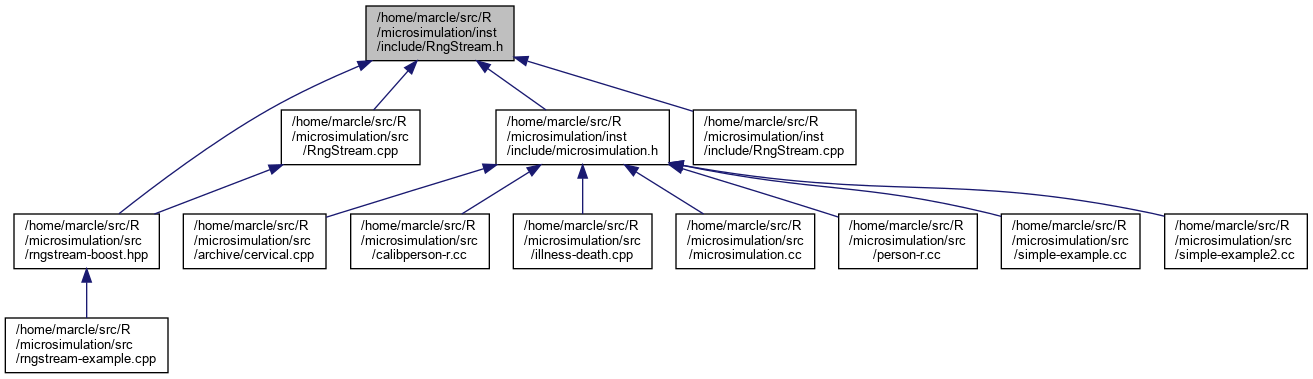 /home/marcle/src/R
/microsimulation/inst
/include/RngStream.h
/home/marcle/src/R
/microsimulation/src
/RngStream.cpp
/home/marcle/src/R
/microsimulation/inst
/include/microsimulation.h
/home/marcle/src/R
/microsimulation/inst
/include/RngStream.cpp
/home/marcle/src/R
/microsimulation/src
/rngstream-boost.hpp
/home/marcle/src/R
/microsimulation/src
/archive/cervical.cpp
/home/marcle/src/R
/microsimulation/src
/calibperson-r.cc
/home/marcle/src/R
/microsimulation/src
/illness-death.cpp
/home/marcle/src/R
/microsimulation/src
/microsimulation.cc
/home/marcle/src/R
/microsimulation/src
/person-r.cc
/home/marcle/src/R
/microsimulation/src
/simple-example.cc
/home/marcle/src/R
/microsimulation/src
/simple-example2.cc
/home/marcle/src/R
/microsimulation/src
/rngstream-example.cpp